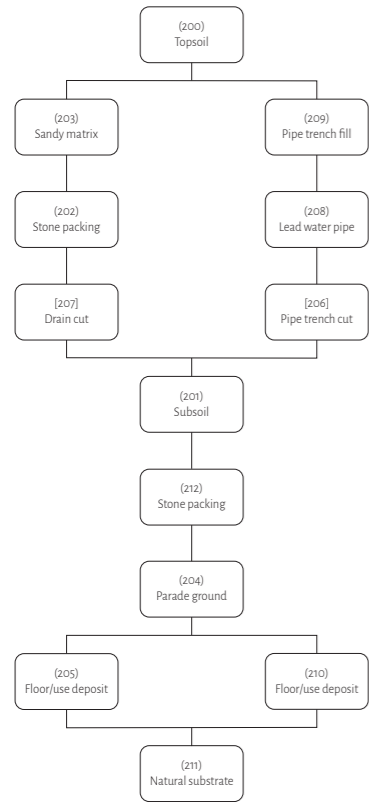 (200)
Topsoil
(203)
Sandy matrix
(209)
Pipe trench fill
(202)
Stone packing
(208)
Lead water pipe
[207]
Drain cut
[206]
Pipe trench cut
(201)
Subsoil
(212)
Stone packing
(204)
Parade ground
(205)
Floor/use deposit
(210)
Floor/use deposit
(211)
Natural substrate